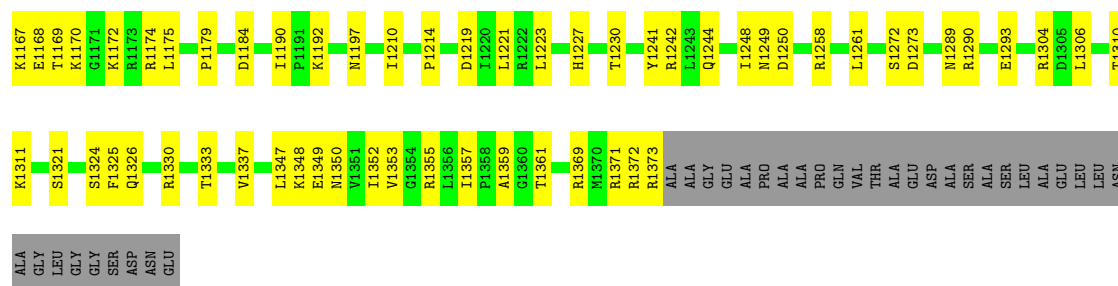 K1167 E1168 T1169 K1170 G1171 K1172 R1173 R1174 L1175 P1179 D1184 I1190 P1191 K1192 N1197 I1210 P1214 D1219 I1220 L1221 R1222 L1223 H1227 T1230 Y1241 R1242 L1243 Q1244 I1248 N1249 D1250 R1258 L1261 S1272 D1273 N1289 R1290 E1293 R1304 D1305 L1306 T1310
K1311 S1321 S1324 F1325 Q1326 R1330 T1333 V1337 L1347 K1348 E1349 N1350 V1351 I1352 V1353 G1354 R1355 L1356 I1357 P1358 A1359 G1360 T1361 R1369 M1370 R1371 R1372 R1373 ALA ALA GLY GLU ALA PRO ALA ALA PRO GLN VAL THR ALA GLU ASP ALA SER ALA SER LEU ALA GLU LEU LEU ASN
ALA GLY LEU GLY GLY SER ASP ASN GLU